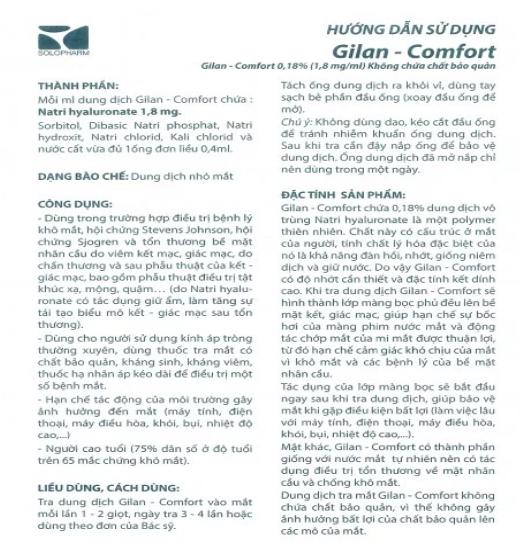 SOLOPHARM
HƯỚNG DẪN SỬ DỤNG
Gilan - Comfort
Gilan - Comfort 0,18% (1,8 mg/ml) Không chứa chất bảo quản
THÀNH PHẦN:
Mỗi ml dung dịch Gilan - Comfort chứa :
Natri hyaluronate 1,8 mg.
Sorbitol, Dibasic Natri phosphat, Natri
hydroxit, Natri chlorid, Kali chlorid và
nước cất vừa đủ 1ống đơn liều 0,4ml.
DẠNG BÀO CHẾ: Dung dịch nhỏ mắt
CÔNG DỤNG:
- Dùng trong trường hợp điều trị bệnh lý
khô mắt, hội chứng Stevens Johnson, hội
chứng Sjogren và tổn thương bề mặt
nhãn cầu do viêm kết mạc, giác mạc, do
chấn thương và sau phẫu thuật của kết -
giác mạc, bao gồm phẫu thuật điều trị tật
khúc xạ, mộng, quặm... (do Natri hyalu-
ronate có tác dụng giữ ẩm, làm tăng sự
tái tạo biểu mô kết - giác mạc sau tổn
thương).
- Dùng cho người sử dụng kính áp tròng
thường xuyên, dùng thuốc tra mắt có
chất bảo quản, kháng sinh, kháng viêm,
thuốc hạ nhãn áp kéo dài để điều trị một
số bệnh mắt.
- Hạn chế tác động của môi trường gây
ảnh hưởng đến mắt (máy tính, điện
thoại, máy điều hòa, khói, bụi, nhiệt độ
cao,...)
- Người cao tuổi (75% dân số ở độ tuổi
trên 65 mắc chứng khô mắt).
LIỀU DÙNG, CÁCH DÙNG:
Tra dung dịch Gilan - Comfort vào mắt
mỗi lần 1 - 2 giọt, ngày tra 3 - 4 lần hoặc
dùng theo đơn của Bác sỹ.
Tách ống dung dịch ra khỏi vỉ, dùng tay
sạch bẻ phần đầu ống (xoay đầu ống để
mở).
Chú ý: Không dùng dao, kéo cắt đầu ống
để tránh nhiễm khuẩn ống dung dịch.
Sau khi tra cần đậy nắp ống để bảo vệ
dung dịch. Ống dung dịch đã mở nắp chỉ
nên dùng trong một ngày.
ĐẶC TÍNH SẢN PHẨM:
Gilan - Comfort chứa 0,18% dung dịch vô
trùng Natri hyaluronate là một polymer
thiên nhiên. Chất này có cấu trúc ở mắt
của người, tính chất lý hóa đặc biệt của
nó là khả năng đàn hồi, nhớt, giống niêm
dịch và giữ nước. Do vậy Gilan - Comfort
có độ nhớt cần thiết và đặc tính kết dính
cao. Khi tra dung dịch Gilan - Comfort sẽ
hình thành lớp màng bọc phủ đều lên bề
mặt kết, giác mạc, giúp hạn chế sự bốc
hơi của màng phim nước mắt và động
tác chớp mắt của mi mắt được thuận lợi,
từ đó hạn chế cảm giác khó chịu của mắt
vì khô mắt và các bệnh lý của bề mặt
nhãn cầu.
Tác dụng của lớp màng bọc sẽ bắt đầu
ngay sau khi tra dung dịch, giúp bảo vệ
mắt khi gặp điều kiện bất lợi (làm việc lâu
với máy tính, điện thoại, máy điều hòa,
khói, bụi, nhiệt độ cao,...).
Mặt khác, Gilan - Comfort có thành phần
giống với nước mắt tự nhiên nên có tác
dụng điều trị tổn thương về mặt nhãn
cầu và chống khô mắt.
Dung dịch tra mắt Gilan - Comfort không
chứa chất bảo quản, vì thế không gây
ảnh hưởng bất lợi của chất bảo quản lên
các mô của mắt.